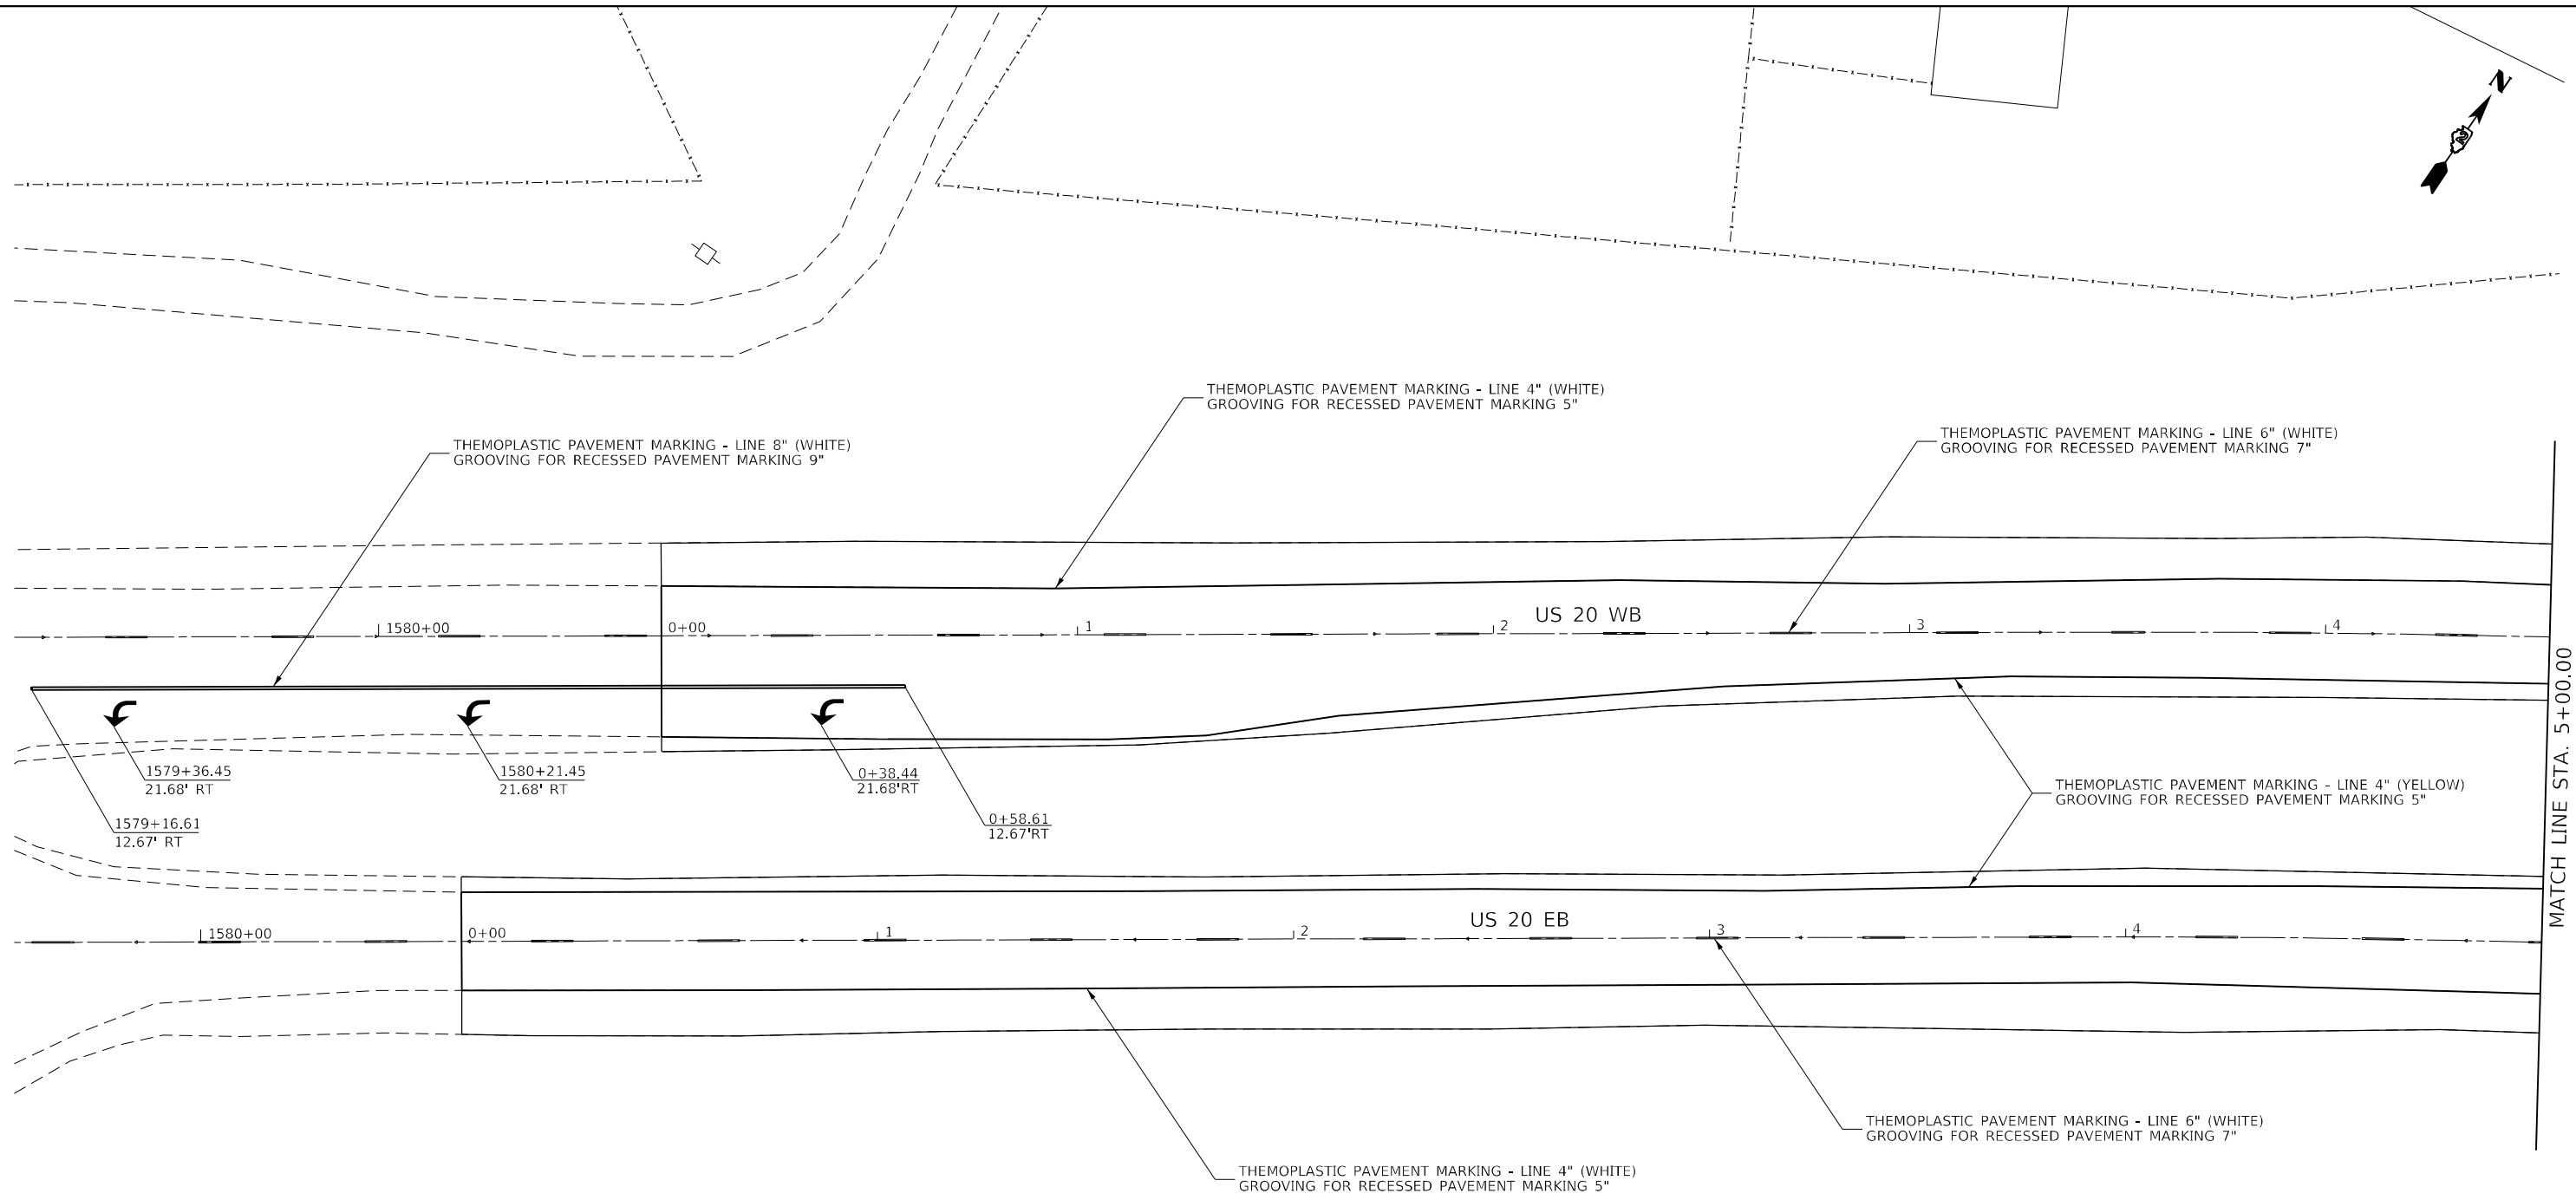 N
THEMOPLASTIC PAVEMENT MARKING - LINE 4" (WHITE)
GROOVING FOR RECESSED PAVEMENT MARKING 5"
THEMOPLASTIC PAVEMENT MARKING - LINE 8" (WHITE)
GROOVING FOR RECESSED PAVEMENT MARKING 9"
THEMOPLASTIC PAVEMENT MARKING - LINE 6" (WHITE)
GROOVING FOR RECESSED PAVEMENT MARKING 7"
US 20 WB
1580+00
0+00
1
2
3
4
MATCH LINE STA. 5+00.00
1579+36.45
21.68' RT
1580+21.45
21.68' RT
0+38.44
21.68'RT
1579+16.61
12.67' RT
0+58.61
12.67'RT
THEMOPLASTIC PAVEMENT MARKING - LINE 4" (YELLOW)
GROOVING FOR RECESSED PAVEMENT MARKING 5"
US 20 EB
1580+00
0+00
1
2
3
4
THEMOPLASTIC PAVEMENT MARKING - LINE 6" (WHITE)
GROOVING FOR RECESSED PAVEMENT MARKING 7"
THEMOPLASTIC PAVEMENT MARKING - LINE 4" (WHITE)
GROOVING FOR RECESSED PAVEMENT MARKING 5"